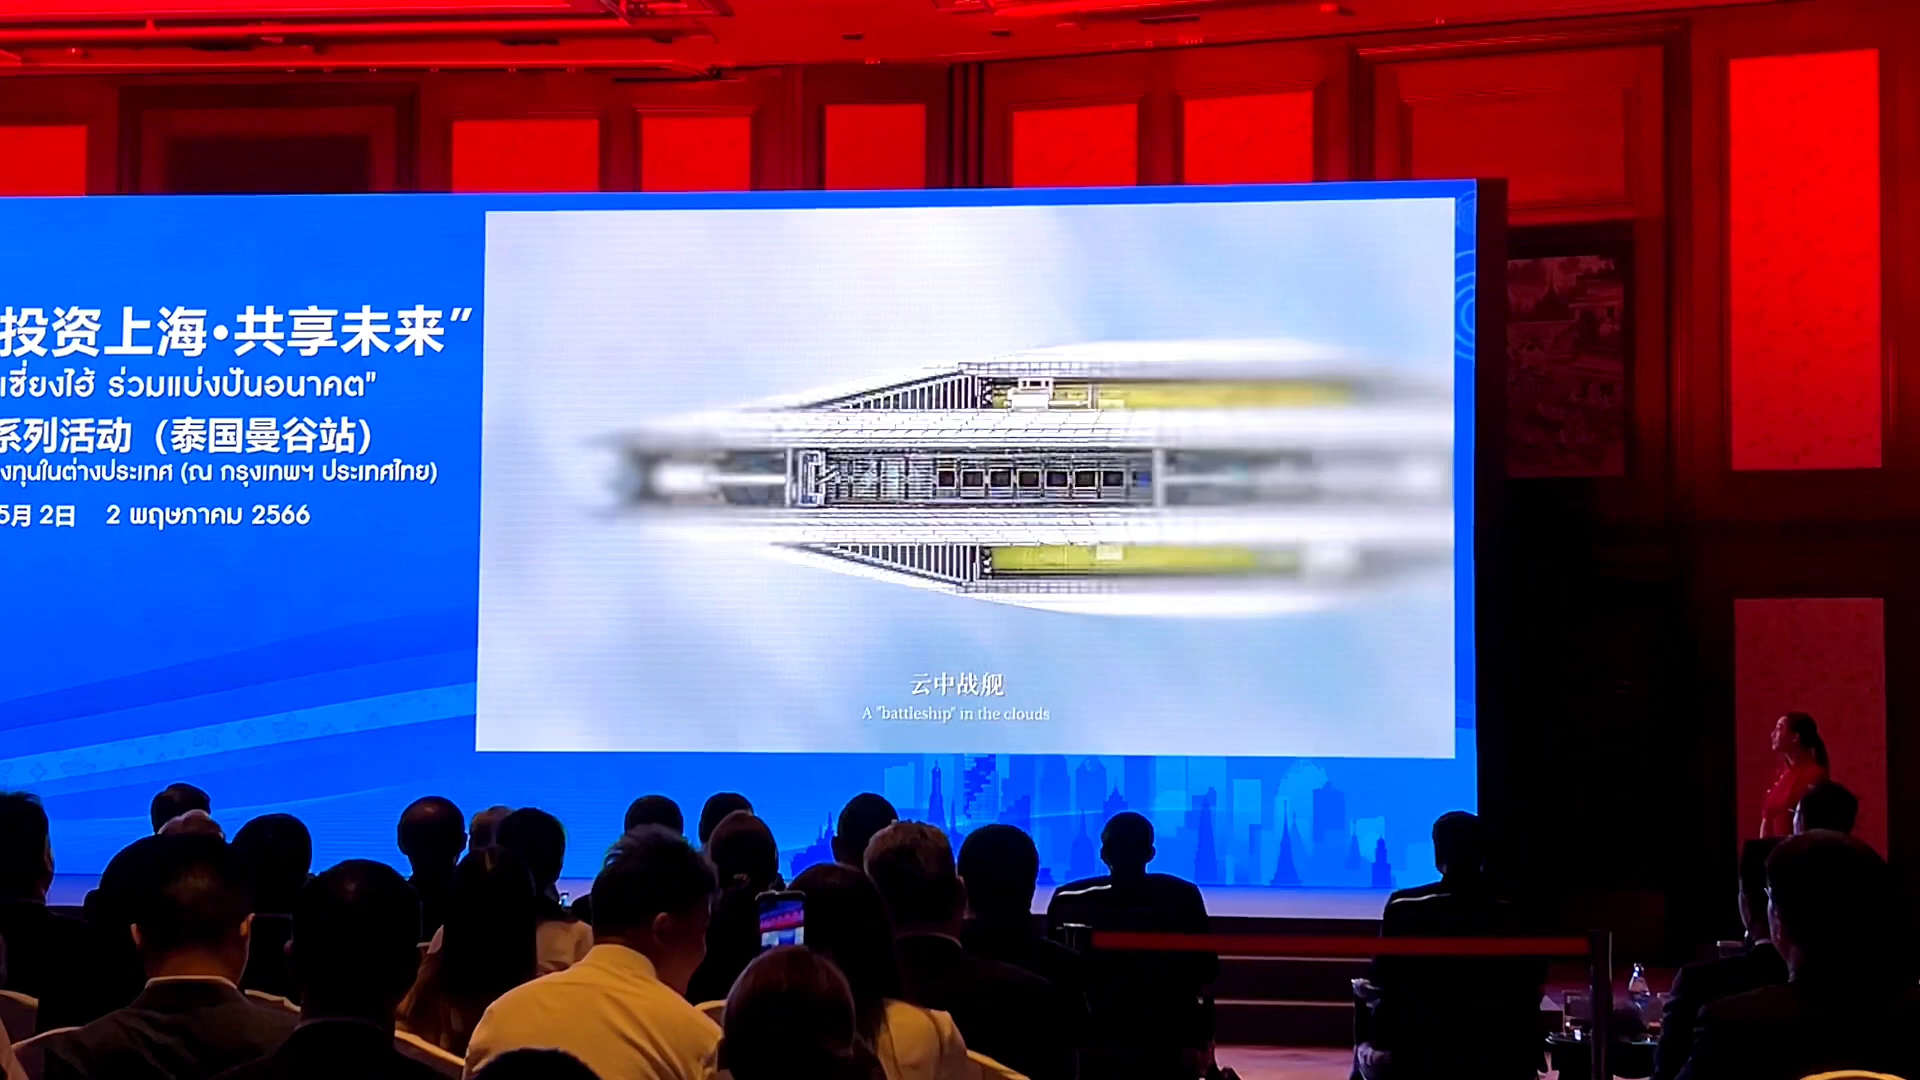 投资上海·共享未来”
เซี่ยงไฮ้ ร่วมแบ่งปันอนาคต"
系列活动（泰国曼谷站）
งทุนในต่างประเทศ (ณ กรุงเทพฯ ประเทศไทย)
5月 2日 2 พฤษภาคม 2566
云中战舰
A "battleship" in the clouds